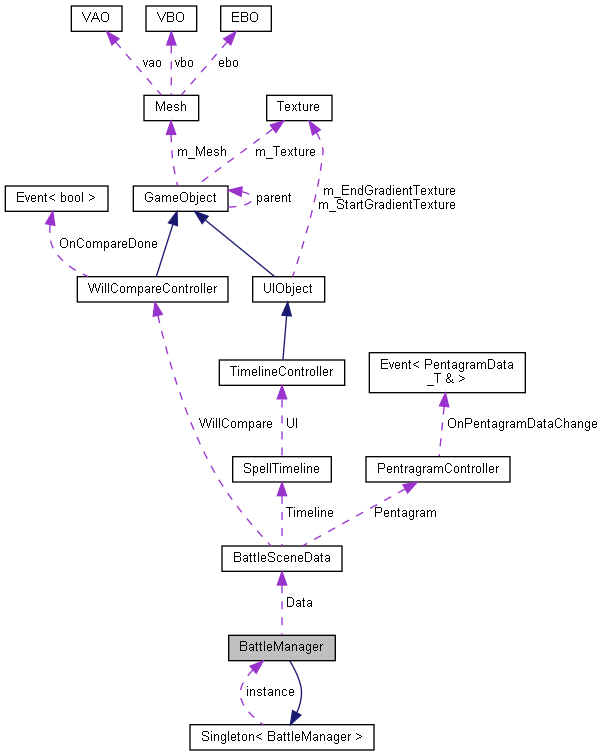 VAO
VBO
EBO
vao
vbo
ebo
Mesh
Texture
m_Mesh
m_Texture
m_EndGradientTexture
m_StartGradientTexture
Event< bool >
GameObject
parent
OnCompareDone
WillCompareController
UIObject
TimelineController
Event< PentagramData
_T & >
WillCompare
UI
OnPentagramDataChange
SpellTimeline
PentragramController
Timeline
Pentagram
BattleSceneData
Data
BattleManager
instance
Singleton< BattleManager >